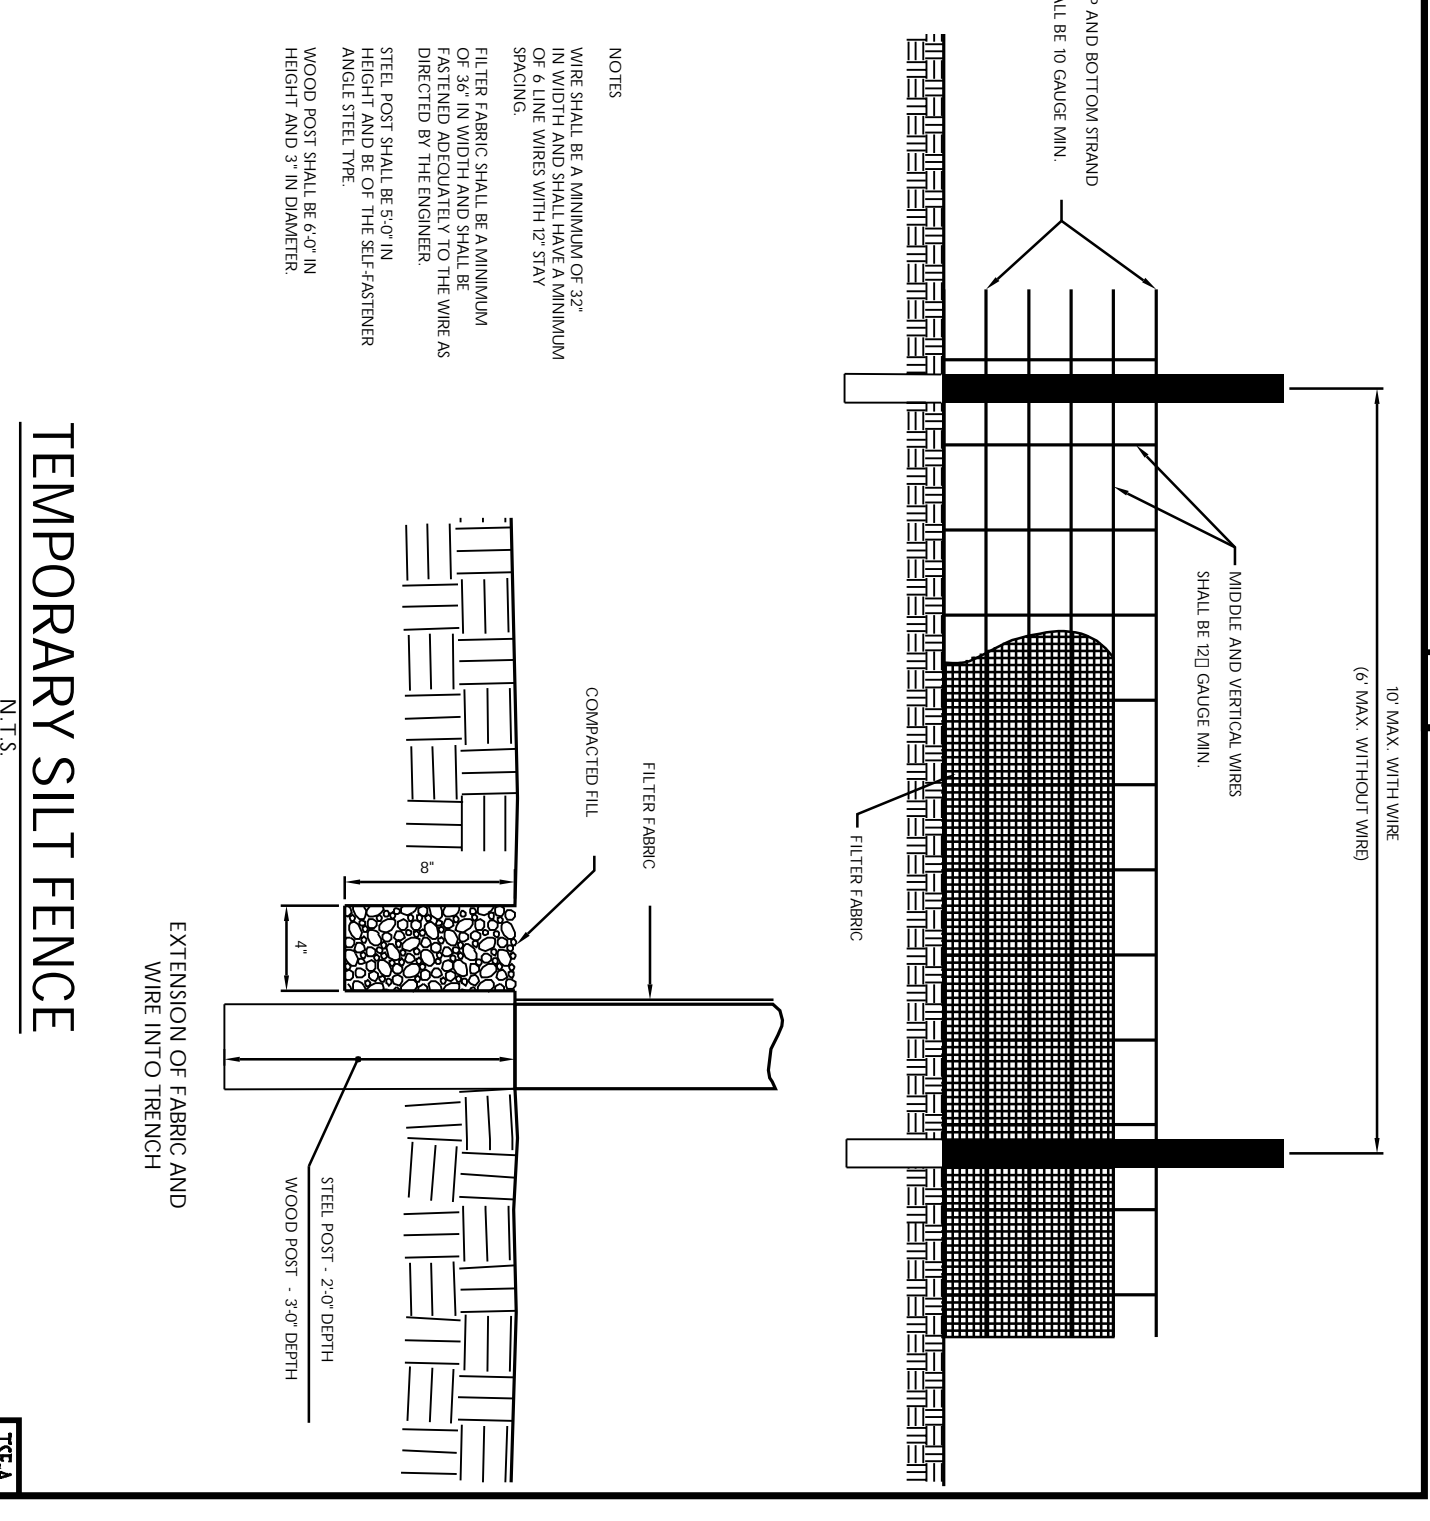 10' MAX. WITH WIRE
(6' MAX. WITHOUT WIRE)
MIDDLE AND VERTICAL WIRES
SHALL BE 12 GAUGE MIN.
AND BOTTOM STRAND
BE 10 GAUGE MIN.
FILTER FABRIC
NOTES
WIRE SHALL BE A MINIMUM OF 32"
IN WIDTH AND SHALL HAVE A MINIMUM
OF 6 LINE WIRES WITH 12" STAY
SPACING.
FILTER FABRIC SHALL BE A MINIMUM
OF 36" IN WIDTH AND SHALL BE
FASTENED ADEQUATELY TO THE WIRE AS
DIRECTED BY THE ENGINEER.
STEEL POST SHALL BE 5'-0" IN
HEIGHT AND BE OF THE SELF-FASTENER
ANGLE STEEL TYPE.
WOOD POST SHALL BE 6'-0" IN
HEIGHT AND 3" IN DIAMETER.
FILTER FABRIC
COMPACTED FILL
8"
4"
STEEL POST - 2'-0" DEPTH
WOOD POST - 3'-0" DEPTH
EXTENSION OF FABRIC AND
WIRE INTO TRENCH
TEMPORARY SILT FENCE
N.T.S.
TSF-A